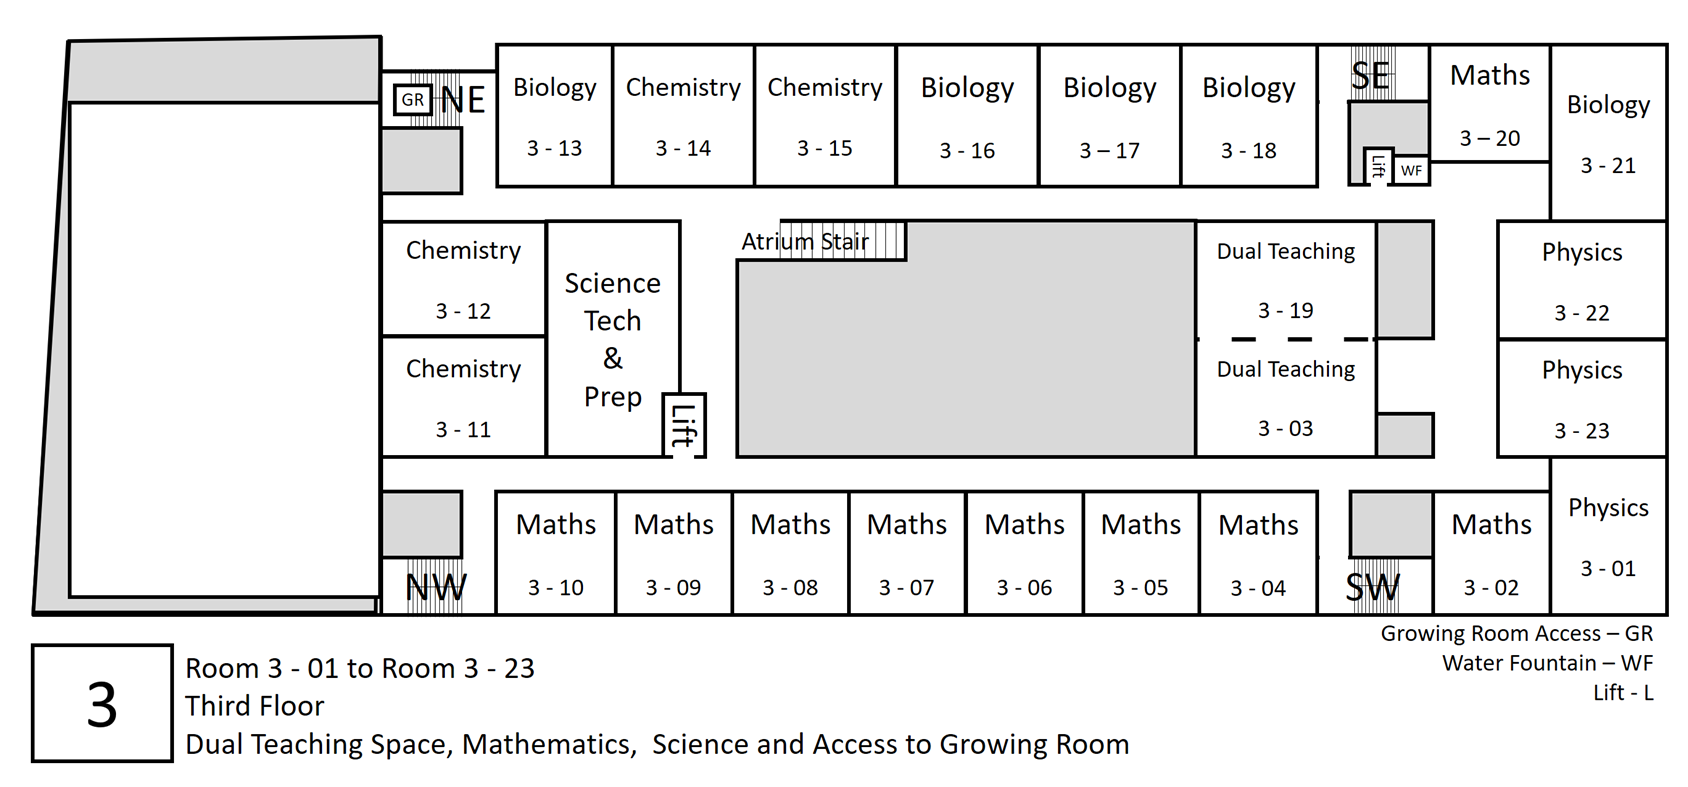 GR
NE
Biology
3 - 13
Chemistry
3 - 14
Chemistry
3 - 15
Biology
3 - 16
Biology
3 – 17
Biology
3 - 18
SE
Lift
WF
Maths
3 – 20
Biology
3 - 21
Chemistry
3 - 12
Science
Tech
&
Prep
Lift
Atrium Stair
Dual Teaching
3 - 19
Physics
3 - 22
Chemistry
3 - 11
Dual Teaching
3 - 03
Physics
3 - 23
NW
Maths
3 - 10
Maths
3 - 09
Maths
3 - 08
Maths
3 - 07
Maths
3 - 06
Maths
3 - 05
Maths
3 - 04
SW
Maths
3 - 02
Physics
3 - 01
Growing Room Access – GR
Water Fountain – WF
Lift - L
3
Room 3 - 01 to Room 3 - 23
Third Floor
Dual Teaching Space, Mathematics,  Science and Access to Growing Room